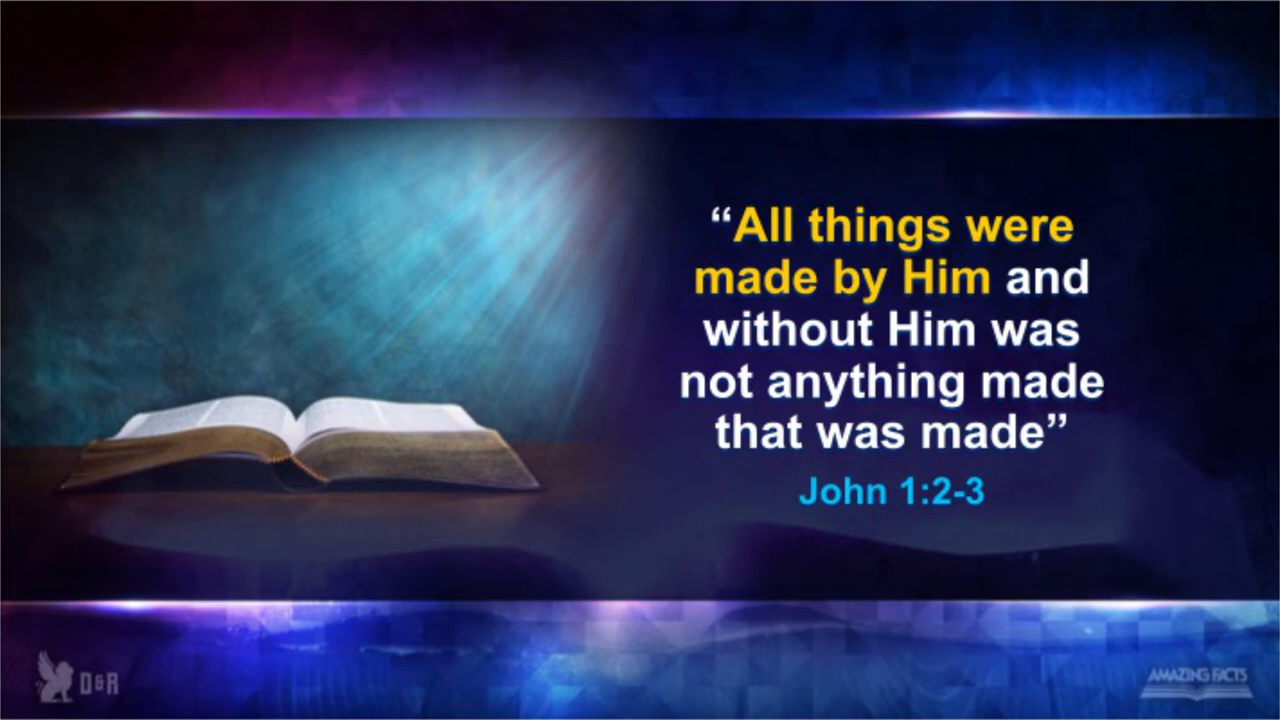 “All things were
made by Him and
without Him was
not anything made
that was made”
John 1:2-3
D&R
AMAZING FACTS